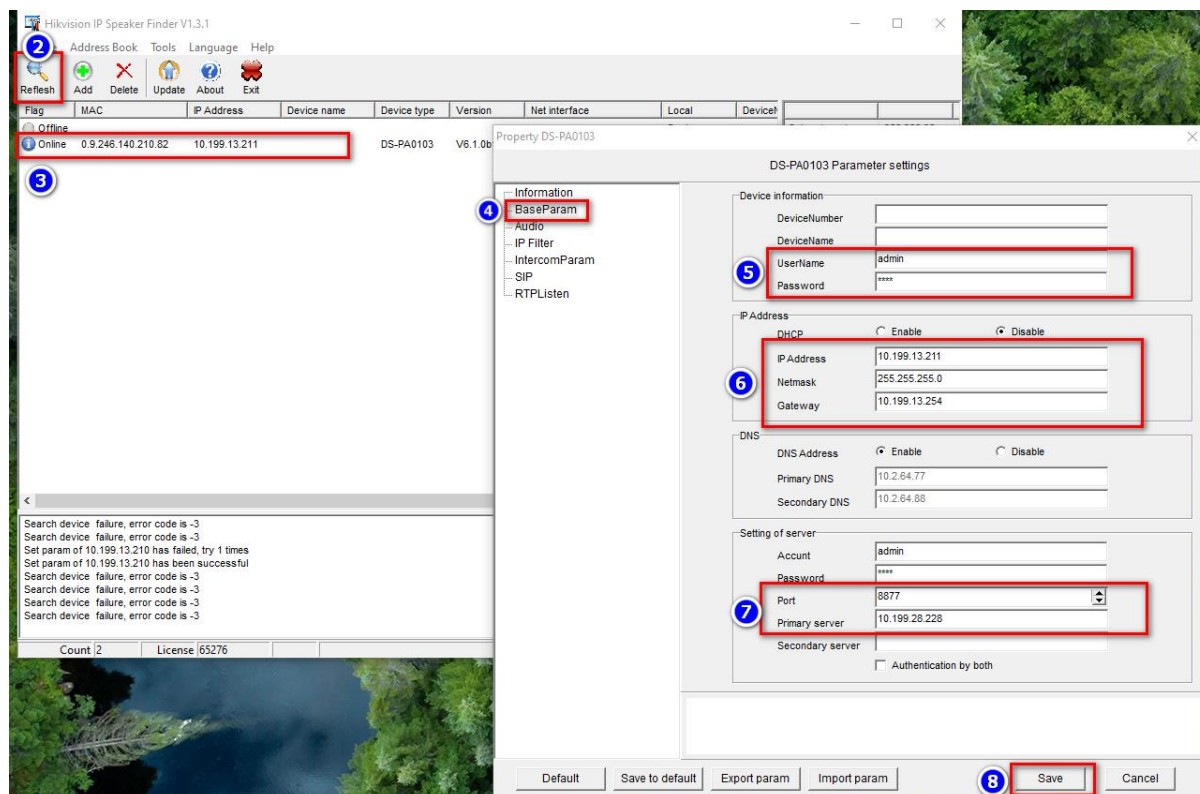 Hikvision IP Speaker Finder V1.3.1
2 Address Book Tools Language Help
Reflesh Add Delete Update About Exit
Flag MAC IP Address Device name Device type Version Net interface Local
Offline
Online 0.9.246.140.210.82 10.199.13.211 DS-PA0103
3
Property DS-PA0103
DS-PA0103 Parameter settings
Information
4 BaseParam
Audio
IP Filter
IntercomParam
SIP
RTPListen
Device information
DeviceNumber
DeviceName
5
UserName admin
Password ****
IP Address
DHCP Enable Disable
6
IP Address 10.199.13.211
Netmask 255.255.255.0
Gateway 10.199.13.254
DNS
DNS Address Enable Disable
Primary DNS 10.2.64.77
Secondary DNS 10.2.64.88
Setting of server
Accunt admin
Password ****
7
Port 8877
Primary server 10.199.28.228
Secondary server
Authentication by both
Search device failure, error code is -3
Search device failure, error code is -3
Set param of 10.199.13.210 has failed, try 1 times
Set param of 10.199.13.210 has been successful
Search device failure, error code is -3
Search device failure, error code is -3
Search device failure, error code is -3
Search device failure, error code is -3
Count 2 License 65276
Default Save to default Export param Import param 8 Save Cancel